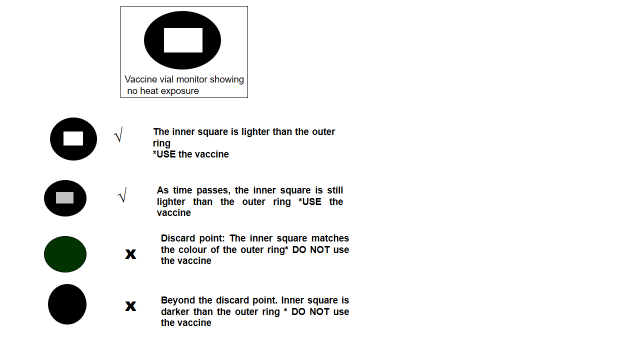 Vaccine vial monitor showing
no heat exposure
√
The inner square is lighter than the outer
ring
*USE the vaccine
√
As time passes, the inner square is still
lighter than the outer ring *USE the
vaccine
x
Discard point: The inner square matches
the colour of the outer ring* DO NOT use
the vaccine
x
Beyond the discard point. Inner square is
darker than the outer ring * DO NOT use
the vaccine